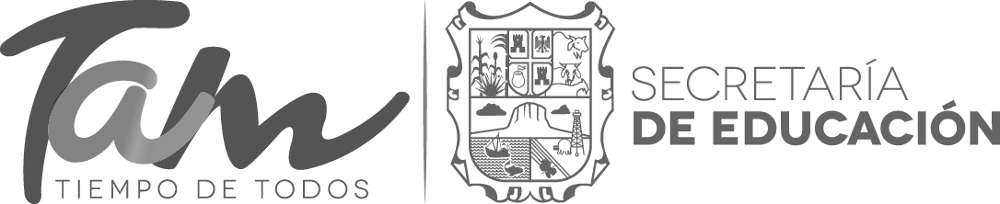 Tam
TIEMPO DE TODOS
SECRETARÍA
DE EDUCACIÓN